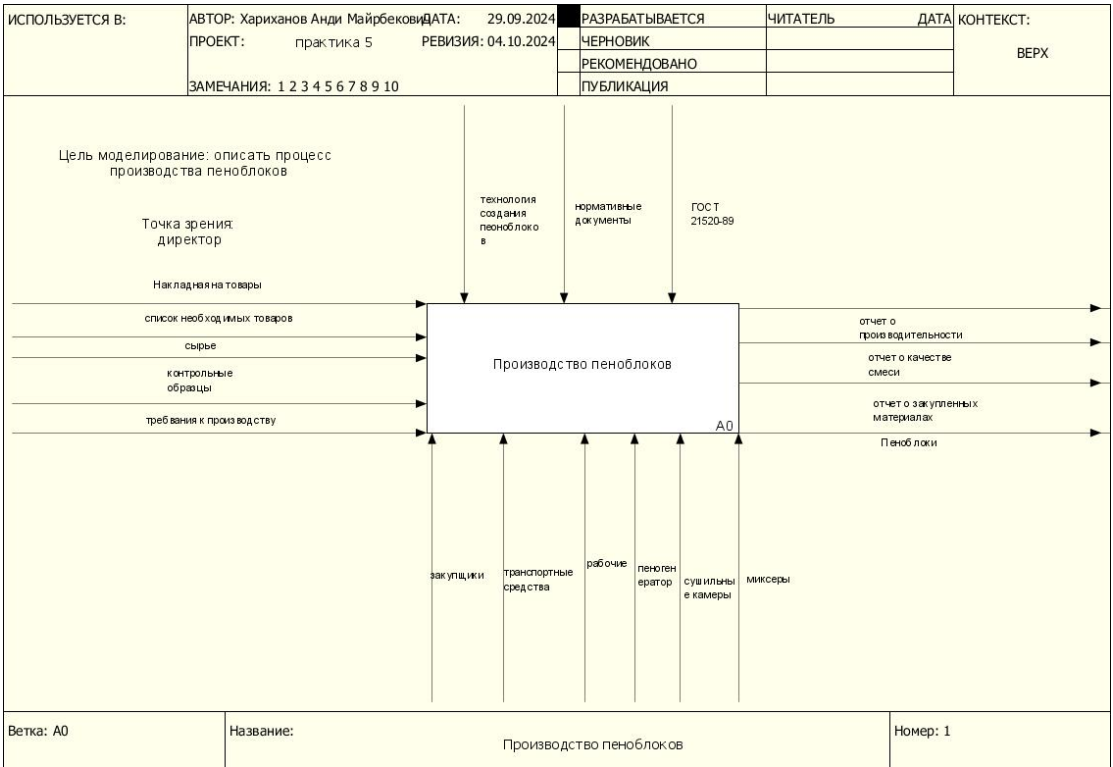 ИСПОЛЬЗУЕТСЯ В:
АВТОР: Хариханов Анди Майрбекович
ДАТА: 29.09.2024
РАЗРАБАТЫВАЕТСЯ
ЧИТАТЕЛЬ
ДАТА
КОНТЕКСТ:
ПРОЕКТ: практика 5
РЕВИЗИЯ: 04.10.2024
ЧЕРНОВИК
ВЕРХ
РЕКОМЕНДОВАНО
ЗАМЕЧАНИЯ: 1 2 3 4 5 6 7 8 9 10
ПУБЛИКАЦИЯ
Цель моделирование: описать процесс
производства пеноблоков
Точка зрения:
директор
технология
создания
пеоноблоко
в
нормативные
документы
ГОСТ
21520-89
Накладная на товары
список необходимых товаров
сырье
контрольные
образцы
требвания к производству
Производство пеноблоков
A0
отчет о
производительности
отчет о качестве
смеси
отчет о закупленных
материалах
Пеноблоки
закупщики
транспортные
средства
рабочие
пеноген
ератор
сушильны
е камеры
миксеры
Ветка: A0
Название:
Производство пеноблоков
Номер: 1